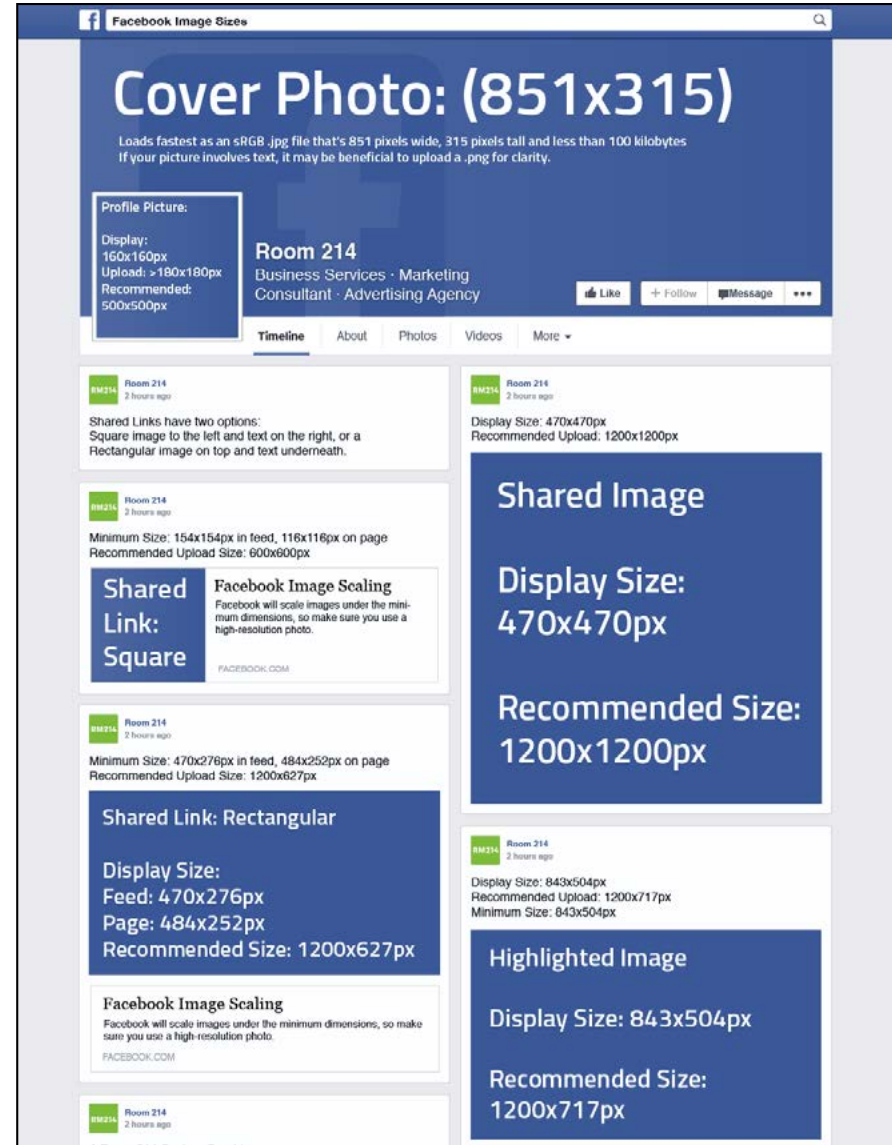 Facebook Image Sizes
Cover Photo: (851x315)
Loads fastest as an sRGB .jpg file that's 851 pixels wide, 315 pixels tall and less than 100 kilobytes
If your picture involves text, it may be beneficial to upload a .png for clarity.
Profile Picture:
Display:
160x160px
Upload: >180x180px
Recommended:
500x500px
Room 214
Business Services · Marketing
Consultant · Advertising Agency
Like
+ Follow
Message
Timeline
About
Photos
Videos
More
RM214
Room 214
2 hours ago
Shared Links have two options:
Square image to the left and text on the right, or a
Rectangular image on top and text underneath.
RM214
Room 214
2 hours ago
Minimum Size: 154x154px in feed, 116x116px on page
Recommended Upload Size: 600x600px
Shared
Link:
Square
Facebook Image Scaling
Facebook will scale images under the mini-
mum dimensions, so make sure you use a
high-resolution photo.
FACEBOOK.COM
RM214
Room 214
2 hours ago
Minimum Size: 470x276px in feed, 484x252px on page
Recommended Upload Size: 1200x627px
Shared Link: Rectangular
Display Size:
Feed: 470x276px
Page: 484x252px
Recommended Size: 1200x627px
Facebook Image Scaling
Facebook will scale images under the minimum dimensions, so make
sure you use a high-resolution photo.
FACEBOOK.COM
RM214
Room 214
2 hours ago
RM214
Room 214
2 hours ago
Display Size: 470x470px
Recommended Upload: 1200x1200px
Shared Image
Display Size:
470x470px
Recommended Size:
1200x1200px
RM214
Room 214
2 hours ago
Display Size: 843x504px
Recommended Upload: 1200x717px
Minimum Size: 843x504px
Highlighted Image
Display Size: 843x504px
Recommended Size:
1200x717px